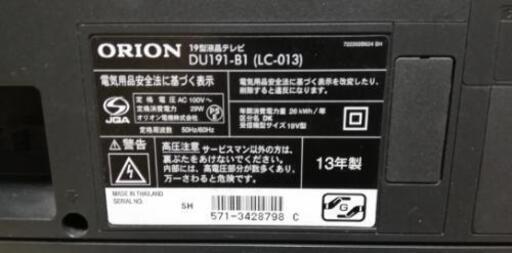 ORION 19型液晶テレビ
DU191-B1 (LC-013)
電気用品安全法に基づく表示
定格電圧 AC 100V~
定格消費電力 29W
オリオン電機株式会社
定格周波数 50Hz/60Hz
JQA
PS
E
電気用品安全法に基づく表示を改ざんしたり、
削除すると違反となります。
年間消費電力量 26 kWh/年
区分名 DK
受信機型サイズ 19V型
警告
高圧注意 サービスマン以外の方は、
裏ぶたをあけないでください。
内部には、高電圧部分が数多くあり、
万一さわると危険です。
13年製
MADE IN THAILAND
SERIAL NO.
SH
571-3428798 C
G